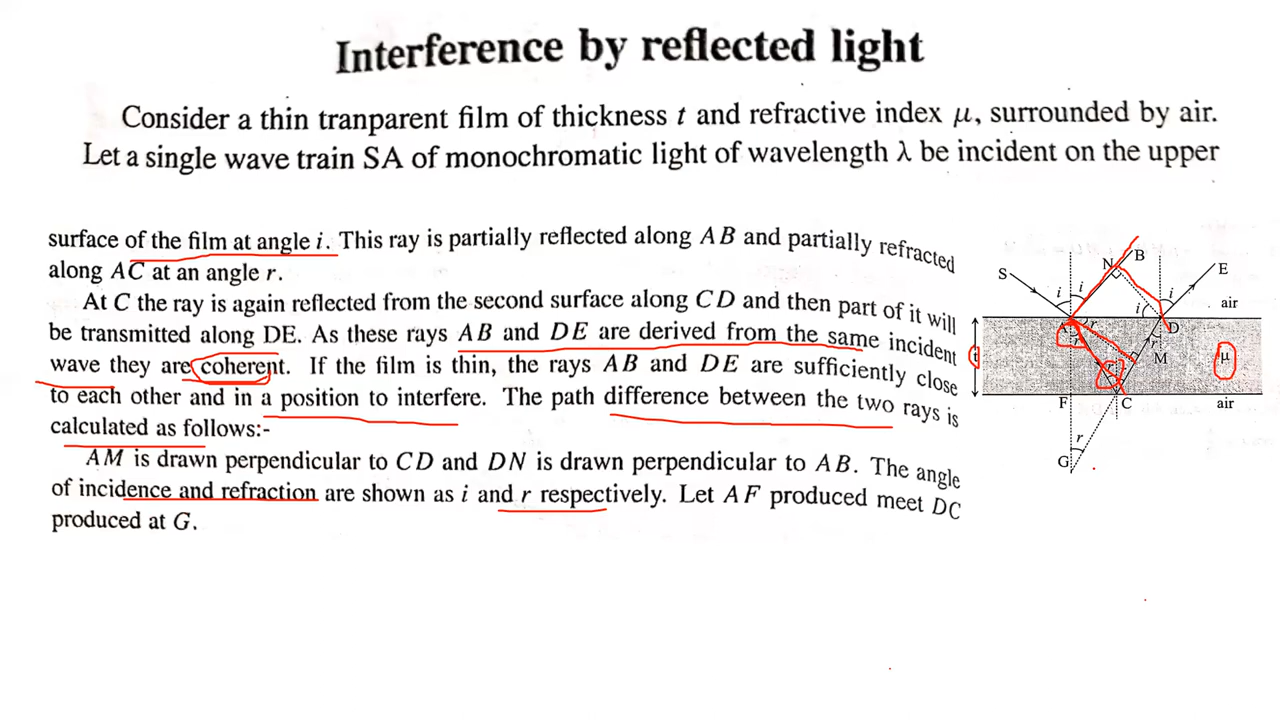 Interference by reflected light
Consider a thin tranparent film of thickness t and refractive index μ, surrounded by air.
Let a single wave train SA of monochromatic light of wavelength λ be incident on the upper
surface of the film at angle i. This ray is partially reflected along AB and partially refracted
along AC at an angle r.
At C the ray is again reflected from the second surface along CD and then part of it will
be transmitted along DE. As these rays AB and DE are derived from the same incident
wave they are coherent. If the film is thin, the rays AB and DE are sufficiently close
to each other and in a position to interfere. The path difference between the two rays is
calculated as follows:-
AM is drawn perpendicular to CD and DN is drawn perpendicular to AB. The angle
of incidence and refraction are shown as i and r respectively. Let AF produced meet DC
produced at G.
N B
S E
i i i
air
i
A r D
r r
t M μ
r
F C air
r
G